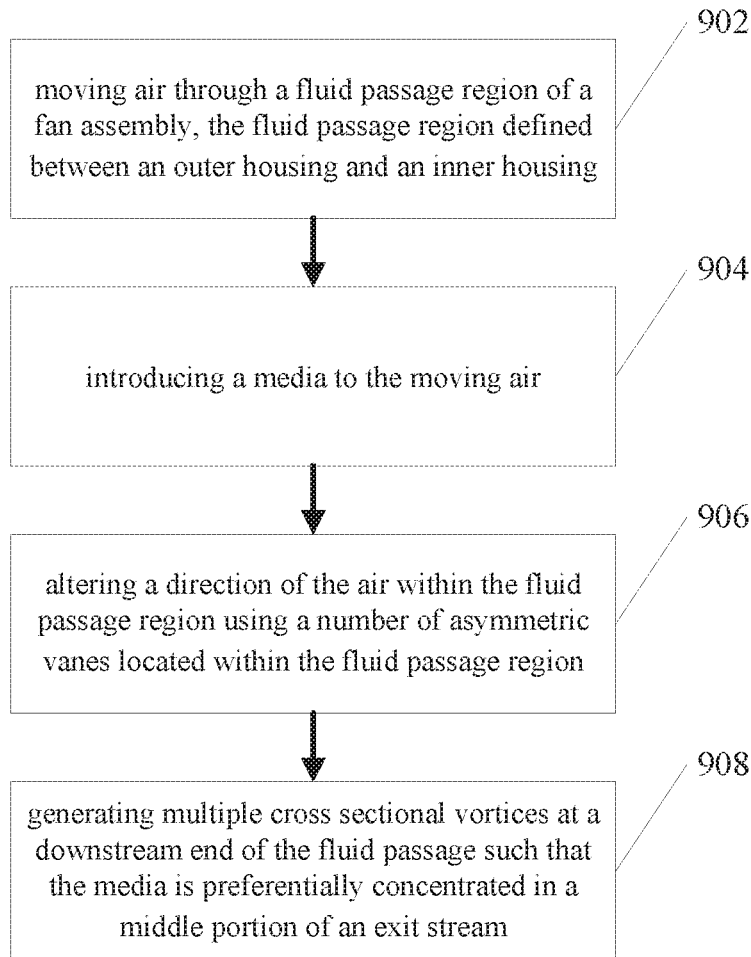 902
moving air through a fluid passage region of a
fan assembly, the fluid passage region defined
between an outer housing and an inner housing
904
introducing a media to the moving air
906
altering a direction of the air within the fluid
passage region using a number of asymmetric
vanes located within the fluid passage region
908
generating multiple cross sectional vortices at a
downstream end of the fluid passage such that
the media is preferentially concentrated in a
middle portion of an exit stream